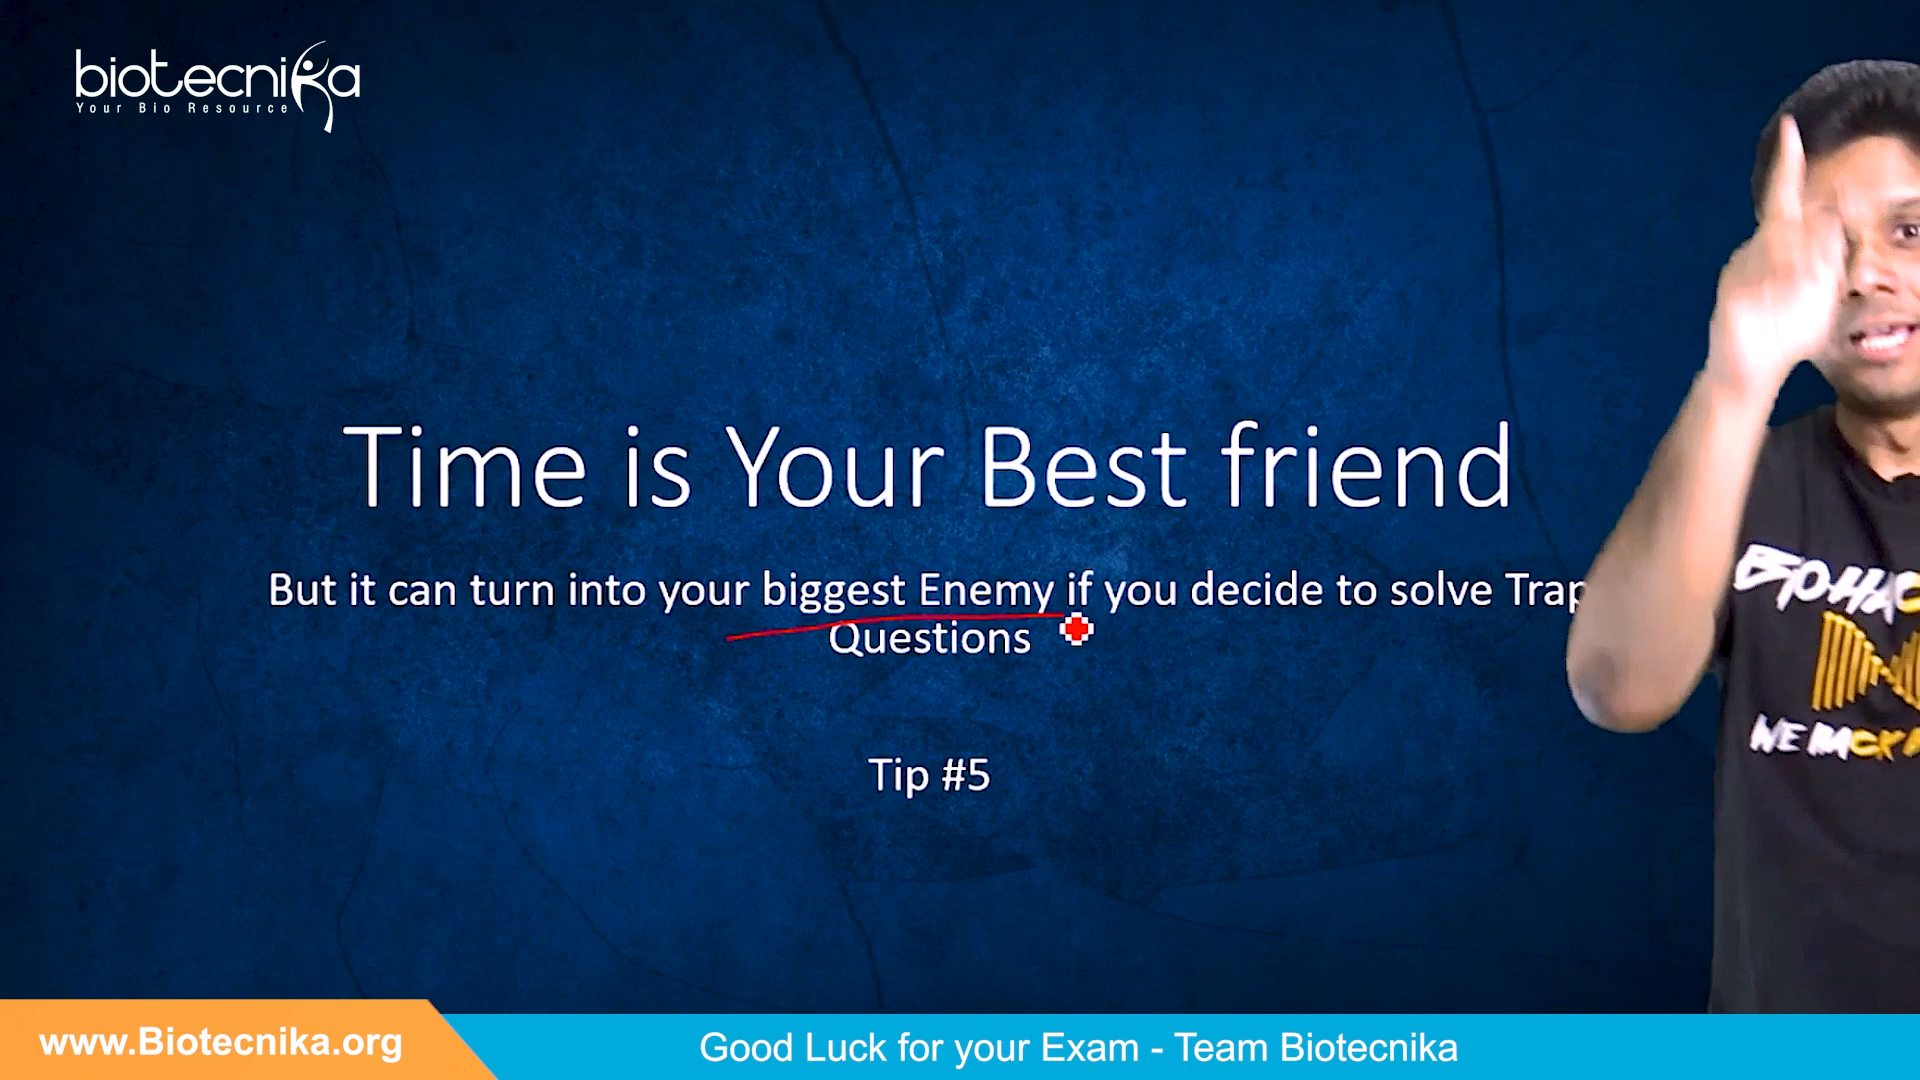 biotecnika
Your Bio Resource
Time is Your Best friend
But it can turn into your biggest Enemy if you decide to solve Trap
Questions
Tip #5
WE
www.Biotecnika.org
Good Luck for your Exam - Team Biotecnika